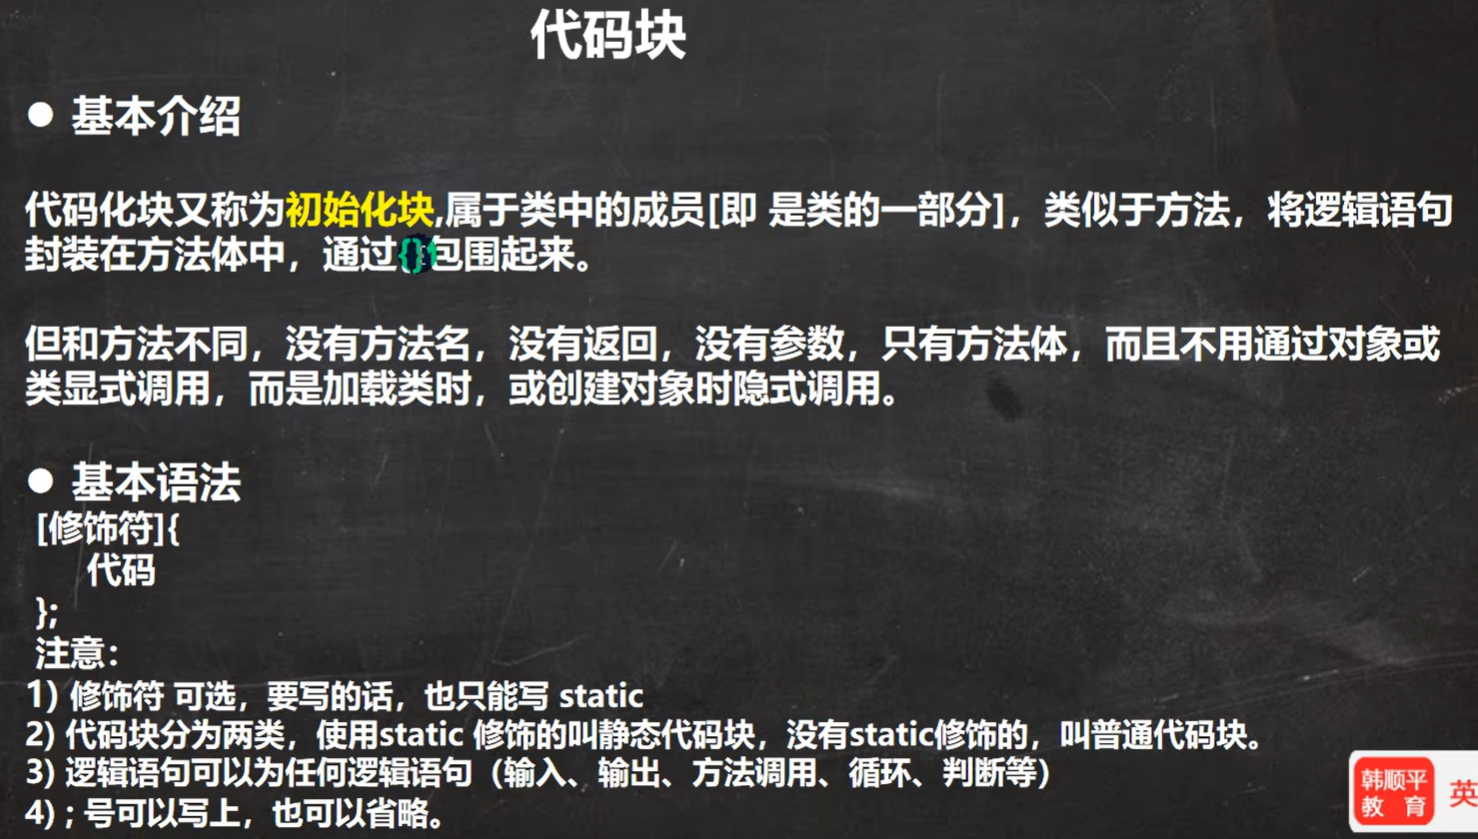 代码块
● 基本介绍
代码化块又称为初始化块,属于类中的成员[即 是类的一部分]，类似于方法，将逻辑语句
封装在方法体中，通过{}包围起来。
但和方法不同，没有方法名，没有返回，没有参数，只有方法体，而且不用通过对象或
类显式调用，而是加载类时，或创建对象时隐式调用。
● 基本语法
[修饰符]{
代码
};
注意：
1) 修饰符 可选，要写的话，也只能写 static
2) 代码块分为两类，使用static 修饰的叫静态代码块，没有static修饰的，叫普通代码块。
3) 逻辑语句可以为任何逻辑语句（输入、输出、方法调用、循环、判断等）
4) ; 号可以写上，也可以省略。
韩顺平
教 育
英